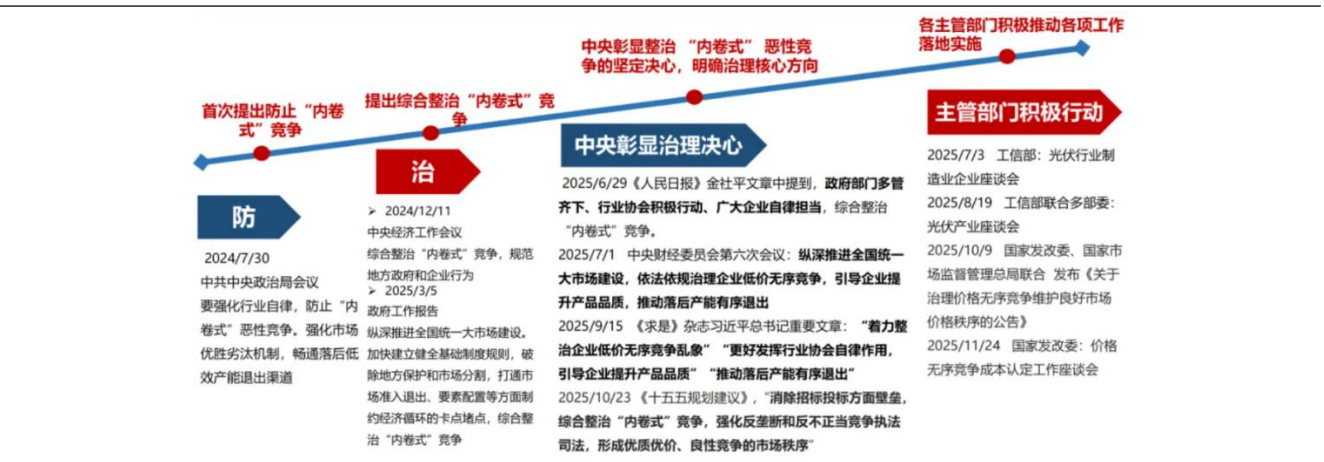 首次提出防止“内卷
式”竞争
提出综合整治“内卷式”竞
争
中央彰显整治 “内卷式” 恶性竞
争的坚定决心，明确治理核心方向
各主管部门积极推动各项工作
落地实施
防
2024/7/30
中共中央政治局会议
要强化行业自律，防止“内
卷式”恶性竞争。强化市场
优胜劣汰机制，畅通落后低
效产能退出渠道
治
➢ 2024/12/11
中央经济工作会议
综合整治“内卷式”竞争，规范
地方政府和企业行为
➢ 2025/3/5
政府工作报告
纵深推进全国统一大市场建设。
加快建立健全基础制度规则，破
除地方保护和市场分割，打通市
场准入退出、要素配置等方面制
约经济循环的卡点堵点，综合整
治“内卷式”竞争
中央彰显治理决心
2025/6/29《人民日报》金社平文章中提到，政府部门多管
齐下、行业协会积极行动、广大企业自律担当，综合整治
“内卷式”竞争。
2025/7/1 中央财经委员会第六次会议：纵深推进全国统一
大市场建设，依法依规治理企业低价无序竞争，引导企业提
升产品品质，推动落后产能有序退出
2025/9/15 《求是》杂志习近平总书记重要文章：“着力整
治企业低价无序竞争乱象”“更好发挥行业协会自律作用，
引导企业提升产品品质”“推动落后产能有序退出”
2025/10/23 《十五五规划建议》，“消除招标投标方面壁垒，
综合整治“内卷式”竞争，强化反垄断和反不正当竞争执法
司法，形成优质优价、良性竞争的市场秩序”
主管部门积极行动
2025/7/3 工信部：光伏行业制
造业企业座谈会
2025/8/19 工信部联合多部委：
光伏产业座谈会
2025/10/9 国家发改委、国家市
场监督管理总局联合 发布《关于
治理价格无序竞争维护良好市场
价格秩序的公告》
2025/11/24 国家发改委：价格
无序竞争成本认定工作座谈会